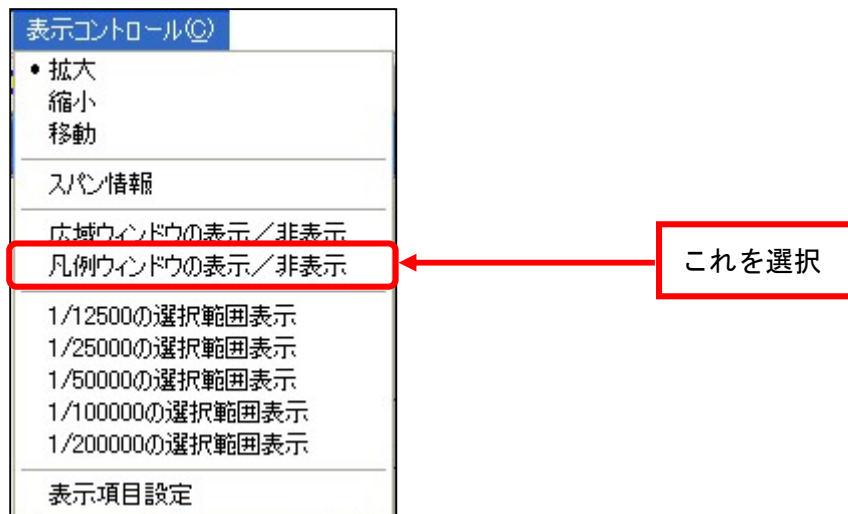 表示コントロール(C)
• 拡大
縮小
移動
スパン情報
広域ウィンドウの表示／非表示
凡例ウィンドウの表示／非表示
これを選択
1/12500の選択範囲表示
1/25000の選択範囲表示
1/50000の選択範囲表示
1/100000の選択範囲表示
1/200000の選択範囲表示
表示項目設定